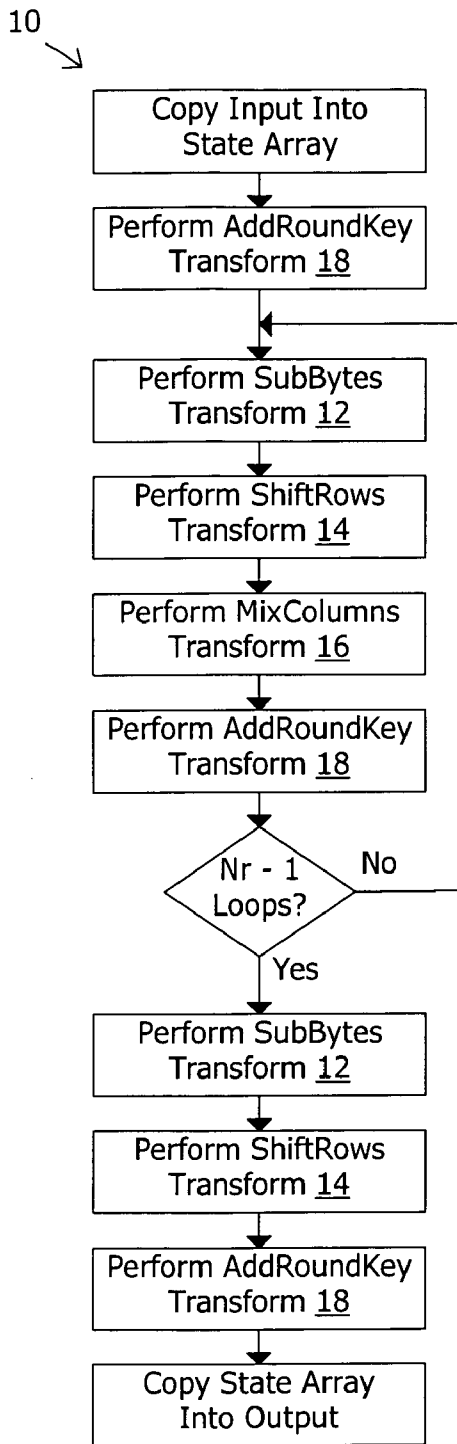 10
Copy Input Into
State Array
Perform AddRoundKey
Transform 18
Perform SubBytes
Transform 12
Perform ShiftRows
Transform 14
Perform MixColumns
Transform 16
Perform AddRoundKey
Transform 18
Nr - 1
Loops?
No
Yes
Perform SubBytes
Transform 12
Perform ShiftRows
Transform 14
Perform AddRoundKey
Transform 18
Copy State Array
Into Output